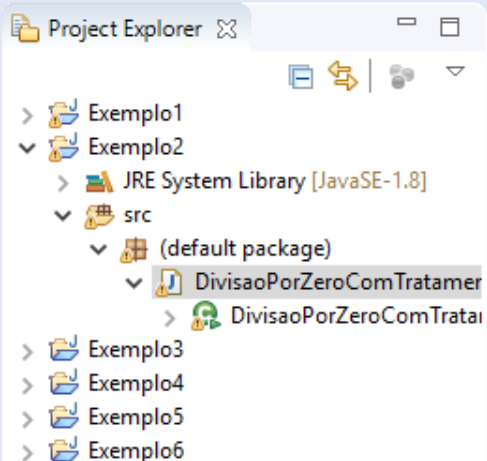 Project Explorer
Exemplo1
Exemplo2
JRE System Library [JavaSE-1.8]
src
(default package)
DivisaoPorZeroComTratamer
DivisaoPorZeroComTratar
Exemplo3
Exemplo4
Exemplo5
Exemplo6